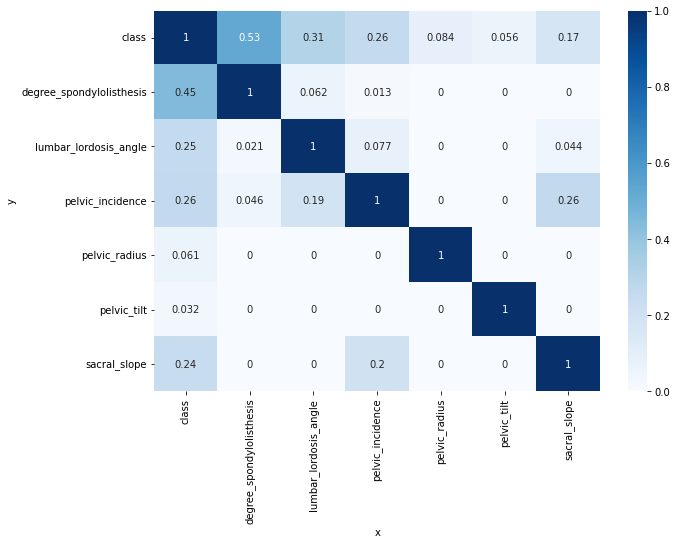 class 1 0.53 0.31 0.26 0.084 0.056 0.17
degree_spondylolisthesis 0.45 1 0.062 0.013 0 0 0
lumbar_lordosis_angle 0.25 0.021 1 0.077 0 0 0.044
pelvic_incidence 0.26 0.046 0.19 1 0 0 0.26
pelvic_radius 0.061 0 0 0 1 0 0
pelvic_tilt 0.032 0 0 0 0 1 0
sacral_slope 0.24 0 0 0.2 0 0 1
y
class
degree_spondylolisthesis
lumbar_lordosis_angle
pelvic_incidence
pelvic_radius
pelvic_tilt
sacral_slope
x
1.0
0.8
0.6
0.4
0.2
0.0